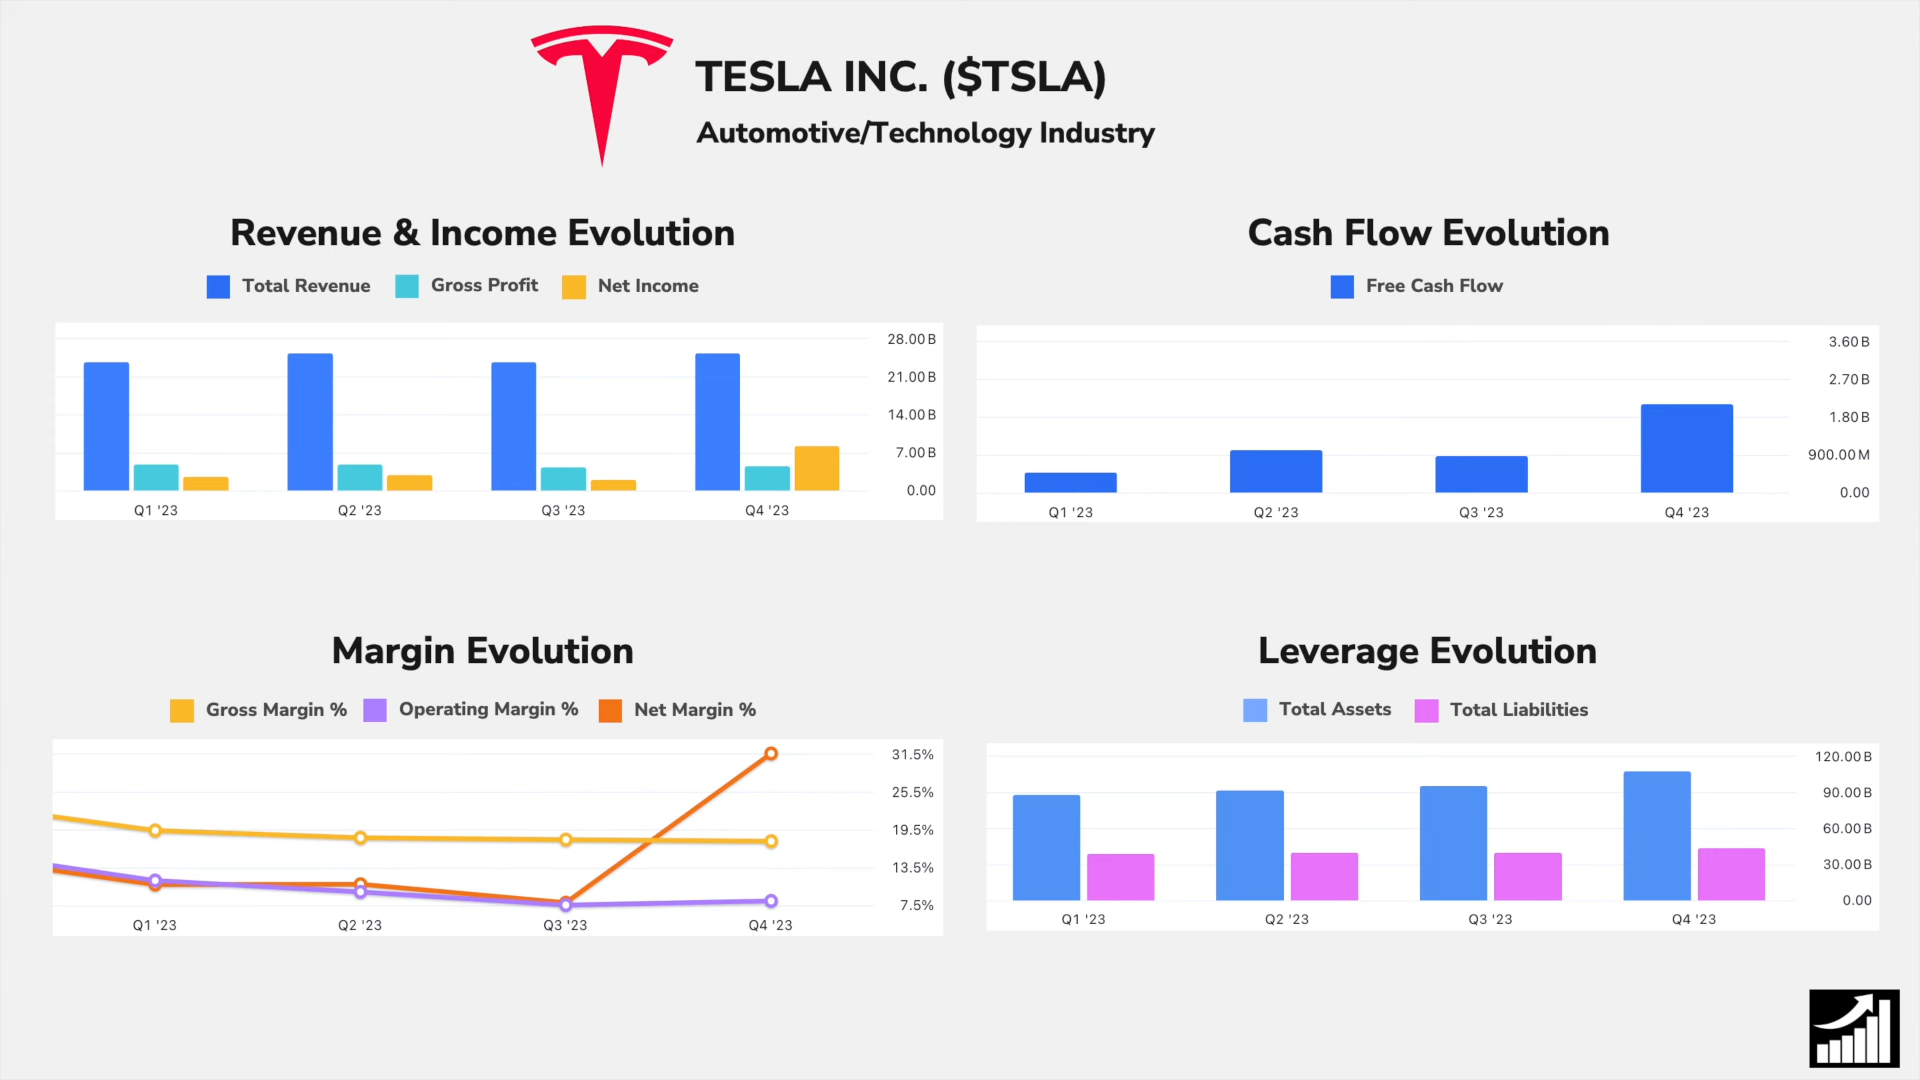 TESLA INC. ($TSLA)
Automotive/Technology Industry
Revenue & Income Evolution
Total Revenue Gross Profit Net Income
28.00 B
21.00 B
14.00 B
7.00 B
0.00
Q1 '23 Q2 '23 Q3 '23 Q4 '23
Cash Flow Evolution
Free Cash Flow
3.60 B
2.70 B
1.80 B
900.00 M
0.00
Q1 '23 Q2 '23 Q3 '23 Q4 '23
Margin Evolution
Gross Margin % Operating Margin % Net Margin %
31.5%
25.5%
19.5%
13.5%
7.5%
Q1 '23 Q2 '23 Q3 '23 Q4 '23
Leverage Evolution
Total Assets Total Liabilities
120.00 B
90.00 B
60.00 B
30.00 B
0.00
Q1 '23 Q2 '23 Q3 '23 Q4 '23